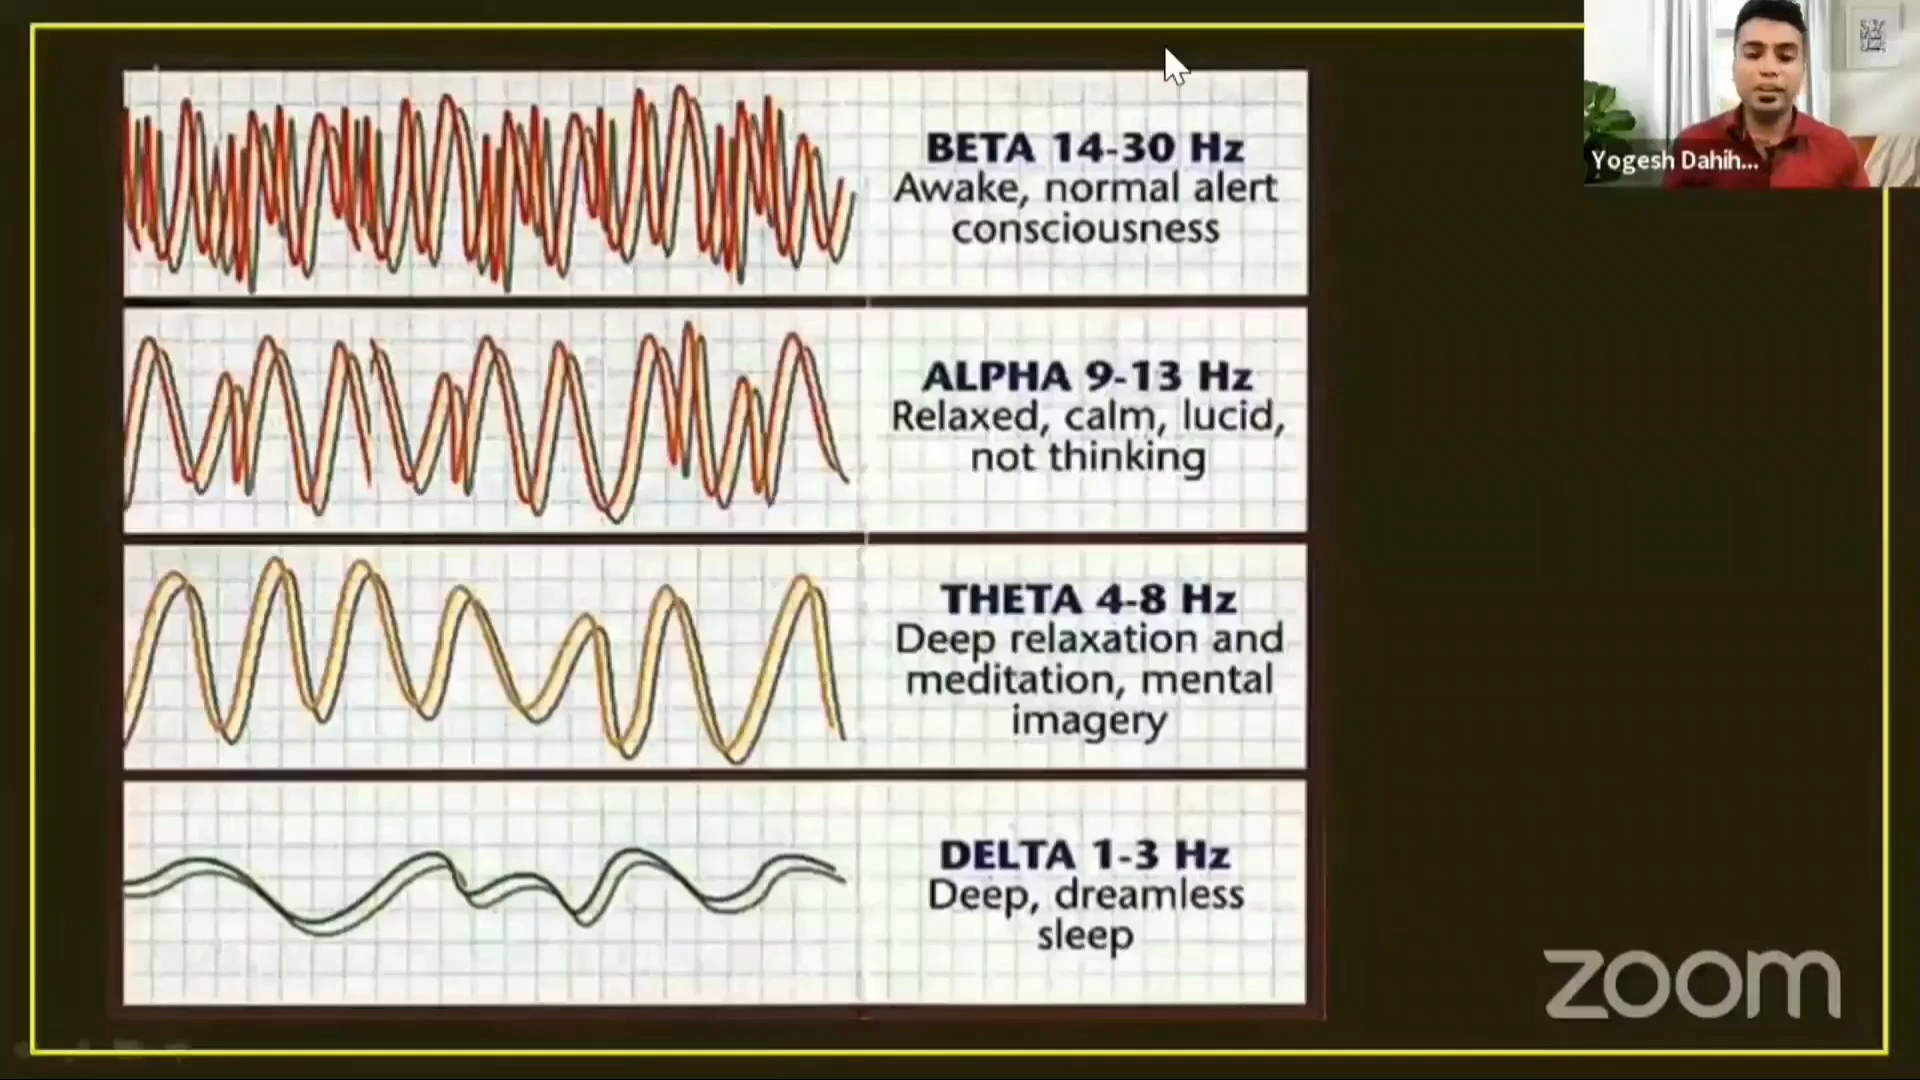 BETA 14-30 Hz
Awake, normal alert
consciousness
ALPHA 9-13 Hz
Relaxed, calm, lucid,
not thinking
THETA 4-8 Hz
Deep relaxation and
meditation, mental
imagery
DELTA 1-3 Hz
Deep, dreamless
sleep
Yogesh Dahih...
zoom